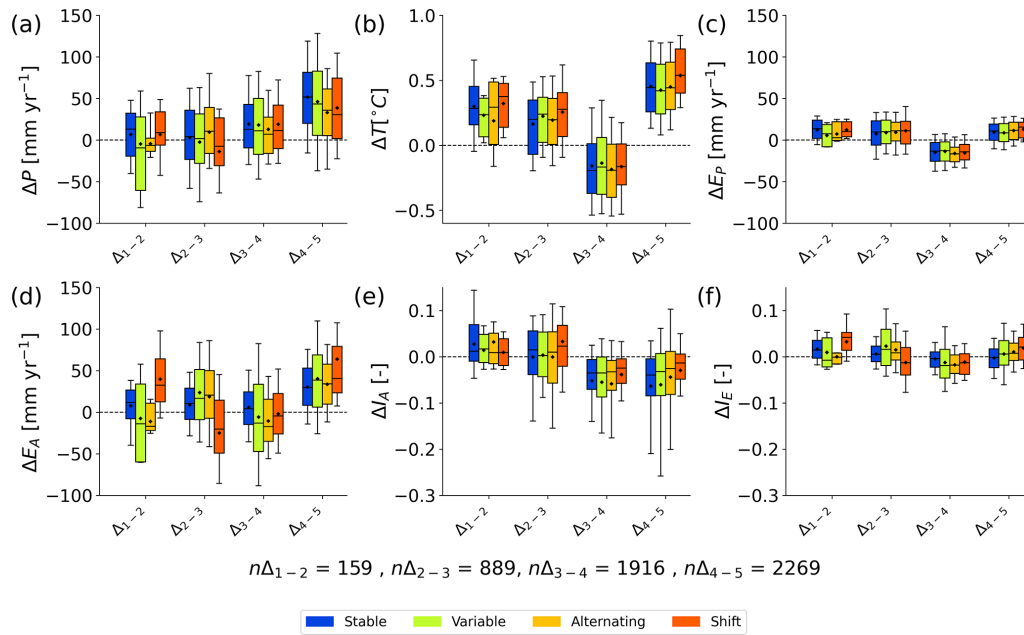 (a) (b) (c)
ΔP [mm yr⁻¹]
150
100
50
0
−50
−100
Δ₁₋₂ Δ₂₋₃ Δ₃₋₄ Δ₄₋₅
ΔT[°C]
1.0
0.5
0.0
−0.5
Δ₁₋₂ Δ₂₋₃ Δ₃₋₄ Δ₄₋₅
ΔE_P [mm yr⁻¹]
150
100
50
0
−50
−100
Δ₁₋₂ Δ₂₋₃ Δ₃₋₄ Δ₄₋₅
(d) (e) (f)
ΔE_A [mm yr⁻¹]
150
100
50
0
−50
−100
Δ₁₋₂ Δ₂₋₃ Δ₃₋₄ Δ₄₋₅
ΔI_A [-]
0.1
0.0
−0.1
−0.2
−0.3
Δ₁₋₂ Δ₂₋₃ Δ₃₋₄ Δ₄₋₅
ΔI_E [-]
0.1
0.0
−0.1
−0.2
−0.3
Δ₁₋₂ Δ₂₋₃ Δ₃₋₄ Δ₄₋₅
nΔ₁₋₂ = 159 , nΔ₂₋₃ = 889, nΔ₃₋₄ = 1916 , nΔ₄₋₅ = 2269
Stable Variable Alternating Shift